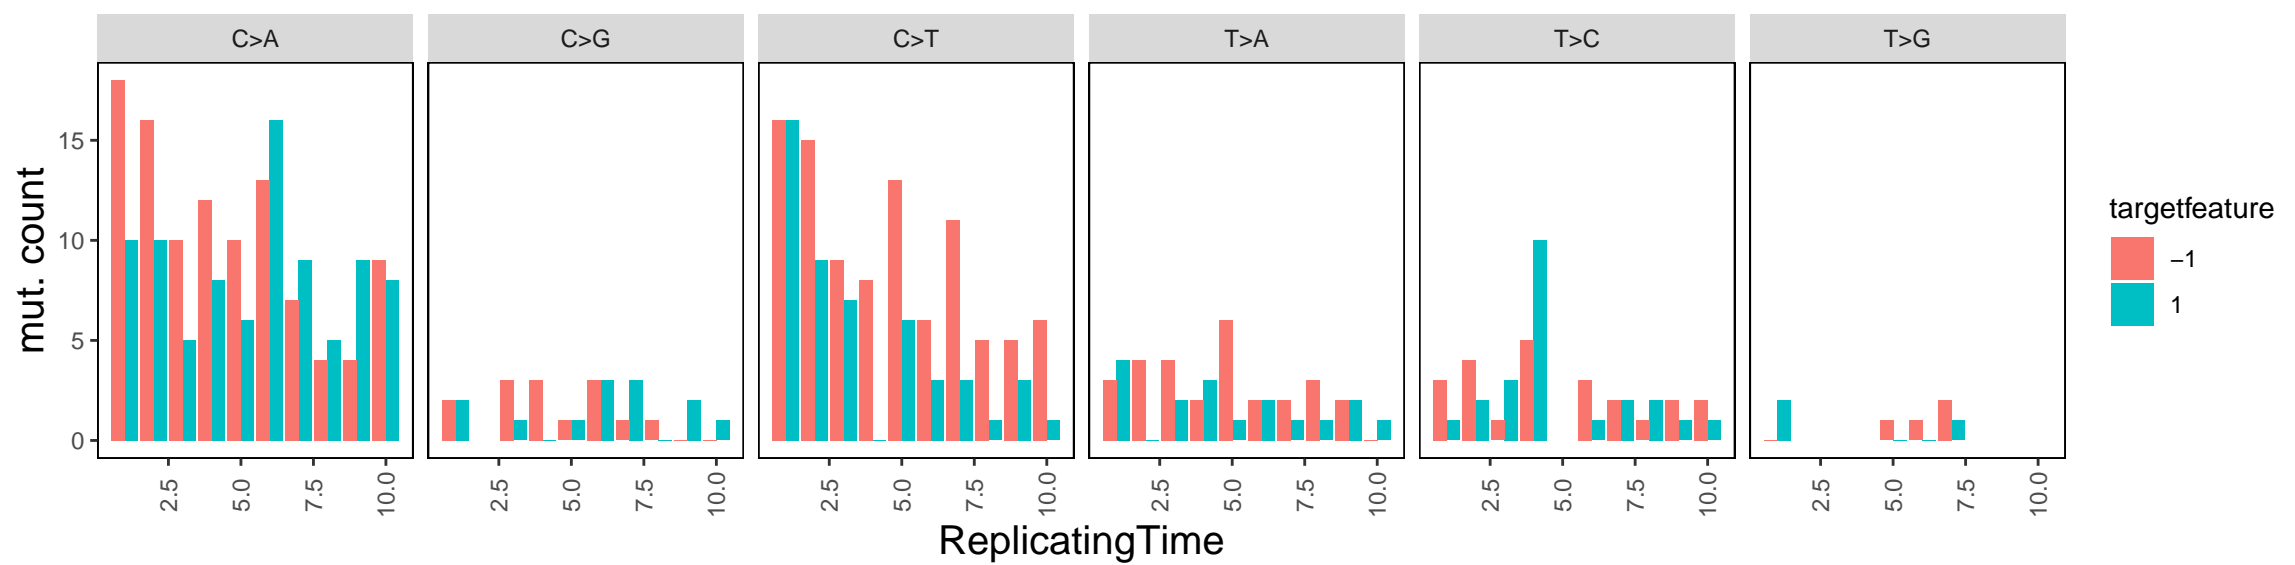 C>A C>G C>T T>A T>C T>G
15
10
5
0
mut. count
2.5 5.0 7.5 10.0 2.5 5.0 7.5 10.0 2.5 5.0 7.5 10.0 2.5 5.0 7.5 10.0 2.5 5.0 7.5 10.0 2.5 5.0 7.5 10.0
ReplicatingTime
targetfeature
−1
1